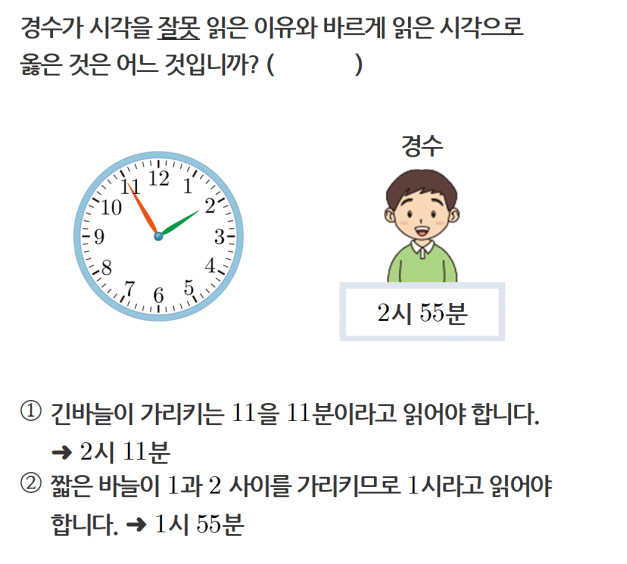 경수가 시각을 잘못 읽은 이유와 바르게 읽은 시각으로
옳은 것은 어느 것입니까? (          )
경수
12
11
1
10
2
9
3
8
4
7
5
6
2시 55분
① 긴바늘이 가리키는 11을 11분이라고 읽어야 합니다.
➜ 2시 11분
② 짧은 바늘이 1과 2 사이를 가리키므로 1시라고 읽어야
합니다. ➜ 1시 55분